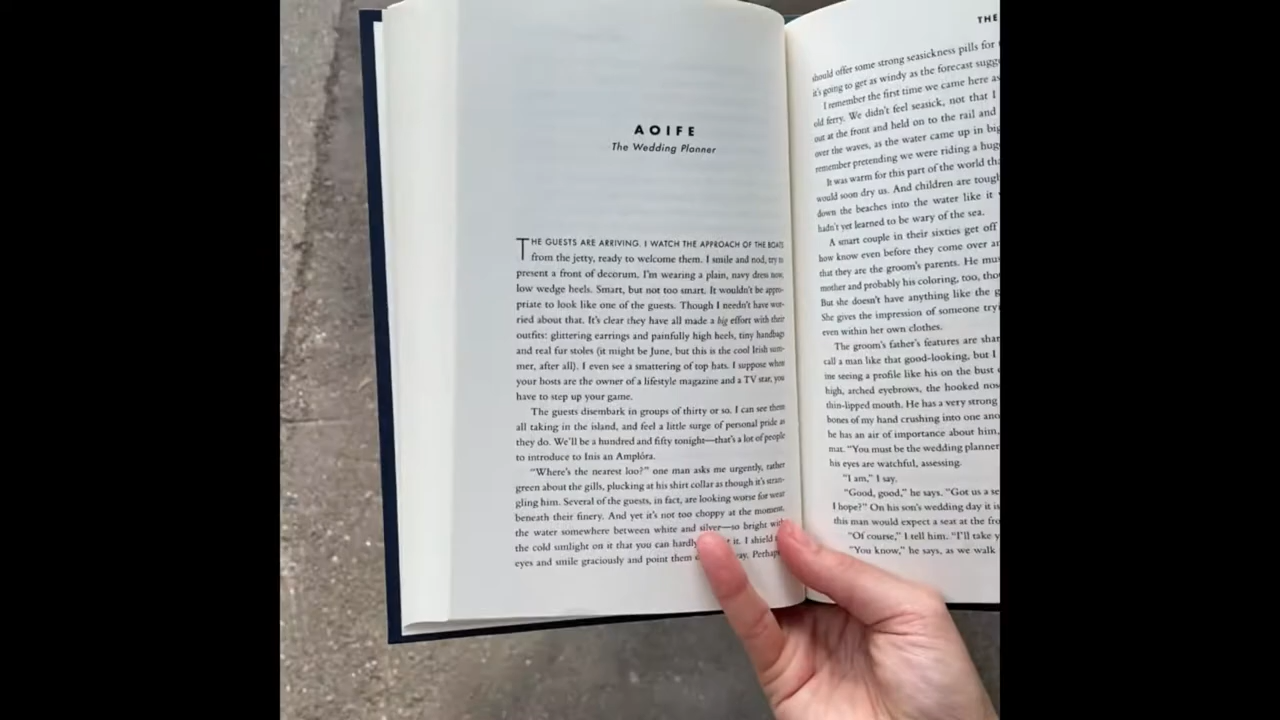 AOIFE
The Wedding Planner
THE GUESTS ARE ARRIVING. I WATCH THE APPROACH OF THE BOATS
from the jetty, ready to welcome them. I smile and nod, try to
present a front of decorum. I'm wearing a plain, navy dress now,
low wedge heels. Smart, but not too smart. It wouldn't be appro-
priate to look like one of the guests. Though I needn't have wor-
ried about that. It's clear they have all made a big effort with their
outfits: glittering earrings and painfully high heels, tiny handbags
and real fur stoles (it might be June, but this is the cool Irish sum-
mer, after all). I even see a smattering of top hats. I suppose when
your hosts are the owner of a lifestyle magazine and a TV star, you
have to step up your game.
The guests disembark in groups of thirty or so. I can see them
all taking in the island, and feel a little surge of personal pride as
they do. We'll be a hundred and fifty tonight—that's a lot of people
to introduce to Inis an Amplóra.
"Where's the nearest loo?" one man asks me urgently, rather
green about the gills, plucking at his shirt collar as though it's stran-
gling him. Several of the guests, in fact, are looking worse for wear
beneath their finery. And yet it's not too choppy at the moment,
the water somewhere between white and silver—so bright with
the cold sunlight on it that you can hardly it. I shield
eyes and smile graciously and point them Perhaps
THE
should offer some strong seasickness pills for
it's going to get as windy as the forecast sugg
I remember the first time we came here as
old ferry. We didn't feel seasick, not that I
out at the front and held on to the rail and
over the waves, as the water came up in big
remember pretending we were riding a hug
It was warm for this part of the world tha
would soon dry us. And children are tough
down the beaches into the water like it
hadn't yet learned to be wary of the sea.
A smart couple in their sixties get off
how know even before they come over an
that they are the groom's parents. He mus
mother and probably his coloring, too, thou
But she doesn't have anything like the g
She gives the impression of someone tryi
even within her own clothes.
The groom's father's features are shar
call a man like that good-looking, but I
me seeing a profile like his on the bust
high, arched eyebrows, the hooked nos
thin-lipped mouth. He has a very strong
bones of my hand crushing into one ano
he has an air of importance about him,
mat. "You must be the wedding planner
his eyes are watchful, assessing.
"I am," I say.
"Good, good," he says. "Got us a se
I hope?" On his son's wedding day it is
this man would expect a seat at the fro
"Of course," I tell him. "I'll take y
"You know," he says, as we walk